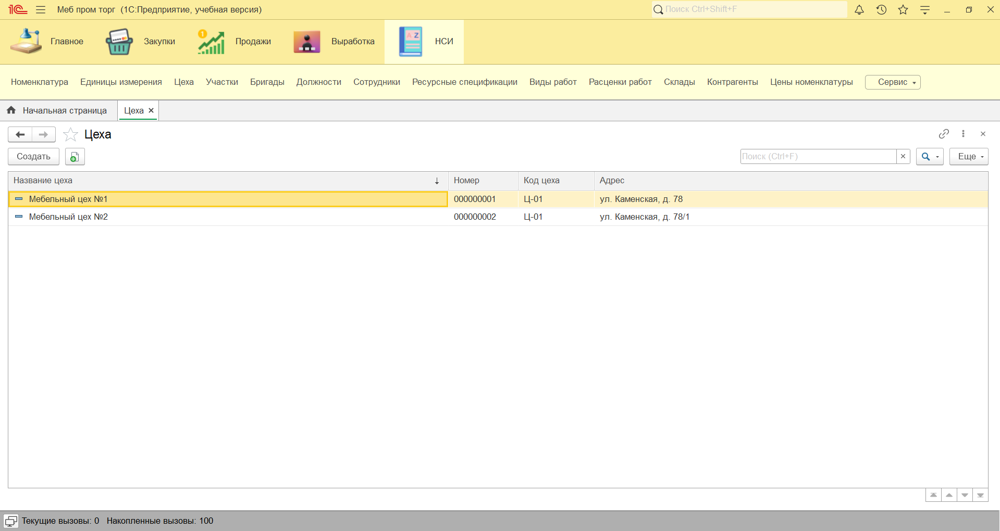 Меб пром торг (1С:Предприятие, учебная версия)
Поиск Ctrl+Shift+F
Главное
Закупки
1
Продажи
Выработка
A Z
НСИ
Номенклатура Единицы измерения Цеха Участки Бригады Должности Сотрудники Ресурсные спецификации Виды работ Расценки работ Склады Контрагенты Цены номенклатуры Сервис
Начальная страница
Цеха
Цеха
Создать
Поиск (Ctrl+F)
Еще
Название цеха Номер Код цеха Адрес
Мебельный цех №1 000000001 Ц-01 ул. Каменская, д. 78
Мебельный цех №2 000000002 Ц-01 ул. Каменская, д. 78/1
Текущие вызовы: 0 Накопленные вызовы: 100